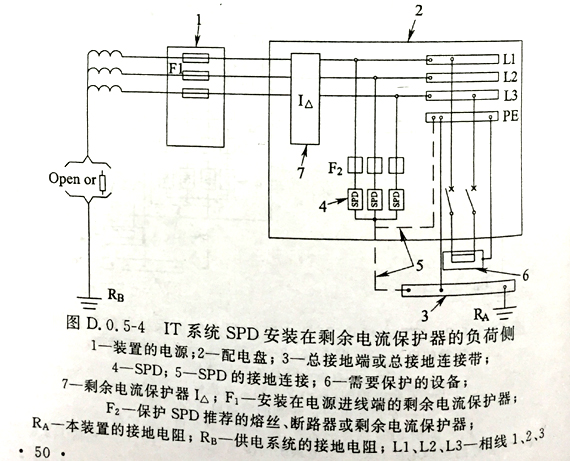 1
2
F1
I△
L1
L2
L3
PE
F₂
7
4
SPD
SPD
SPD
Open or
5
6
3
R_B
R_A
图 D.0.5-4 IT 系统 SPD 安装在剩余电流保护器的负荷侧
1—装置的电源;2—配电盘;3—总接地端或总接地连接带;
4—SPD;5—SPD的接地连接;6—需要保护的设备;
7—剩余电流保护器 I△;F₁—安装在电源进线端的剩余电流保护器;
F₂—保护 SPD 推荐的熔丝、断路器或剩余电流保护器;
R_A—本装置的接地电阻;R_B—供电系统的接地电阻;L1、L2、L3—相线 1、2、3
• 50 •